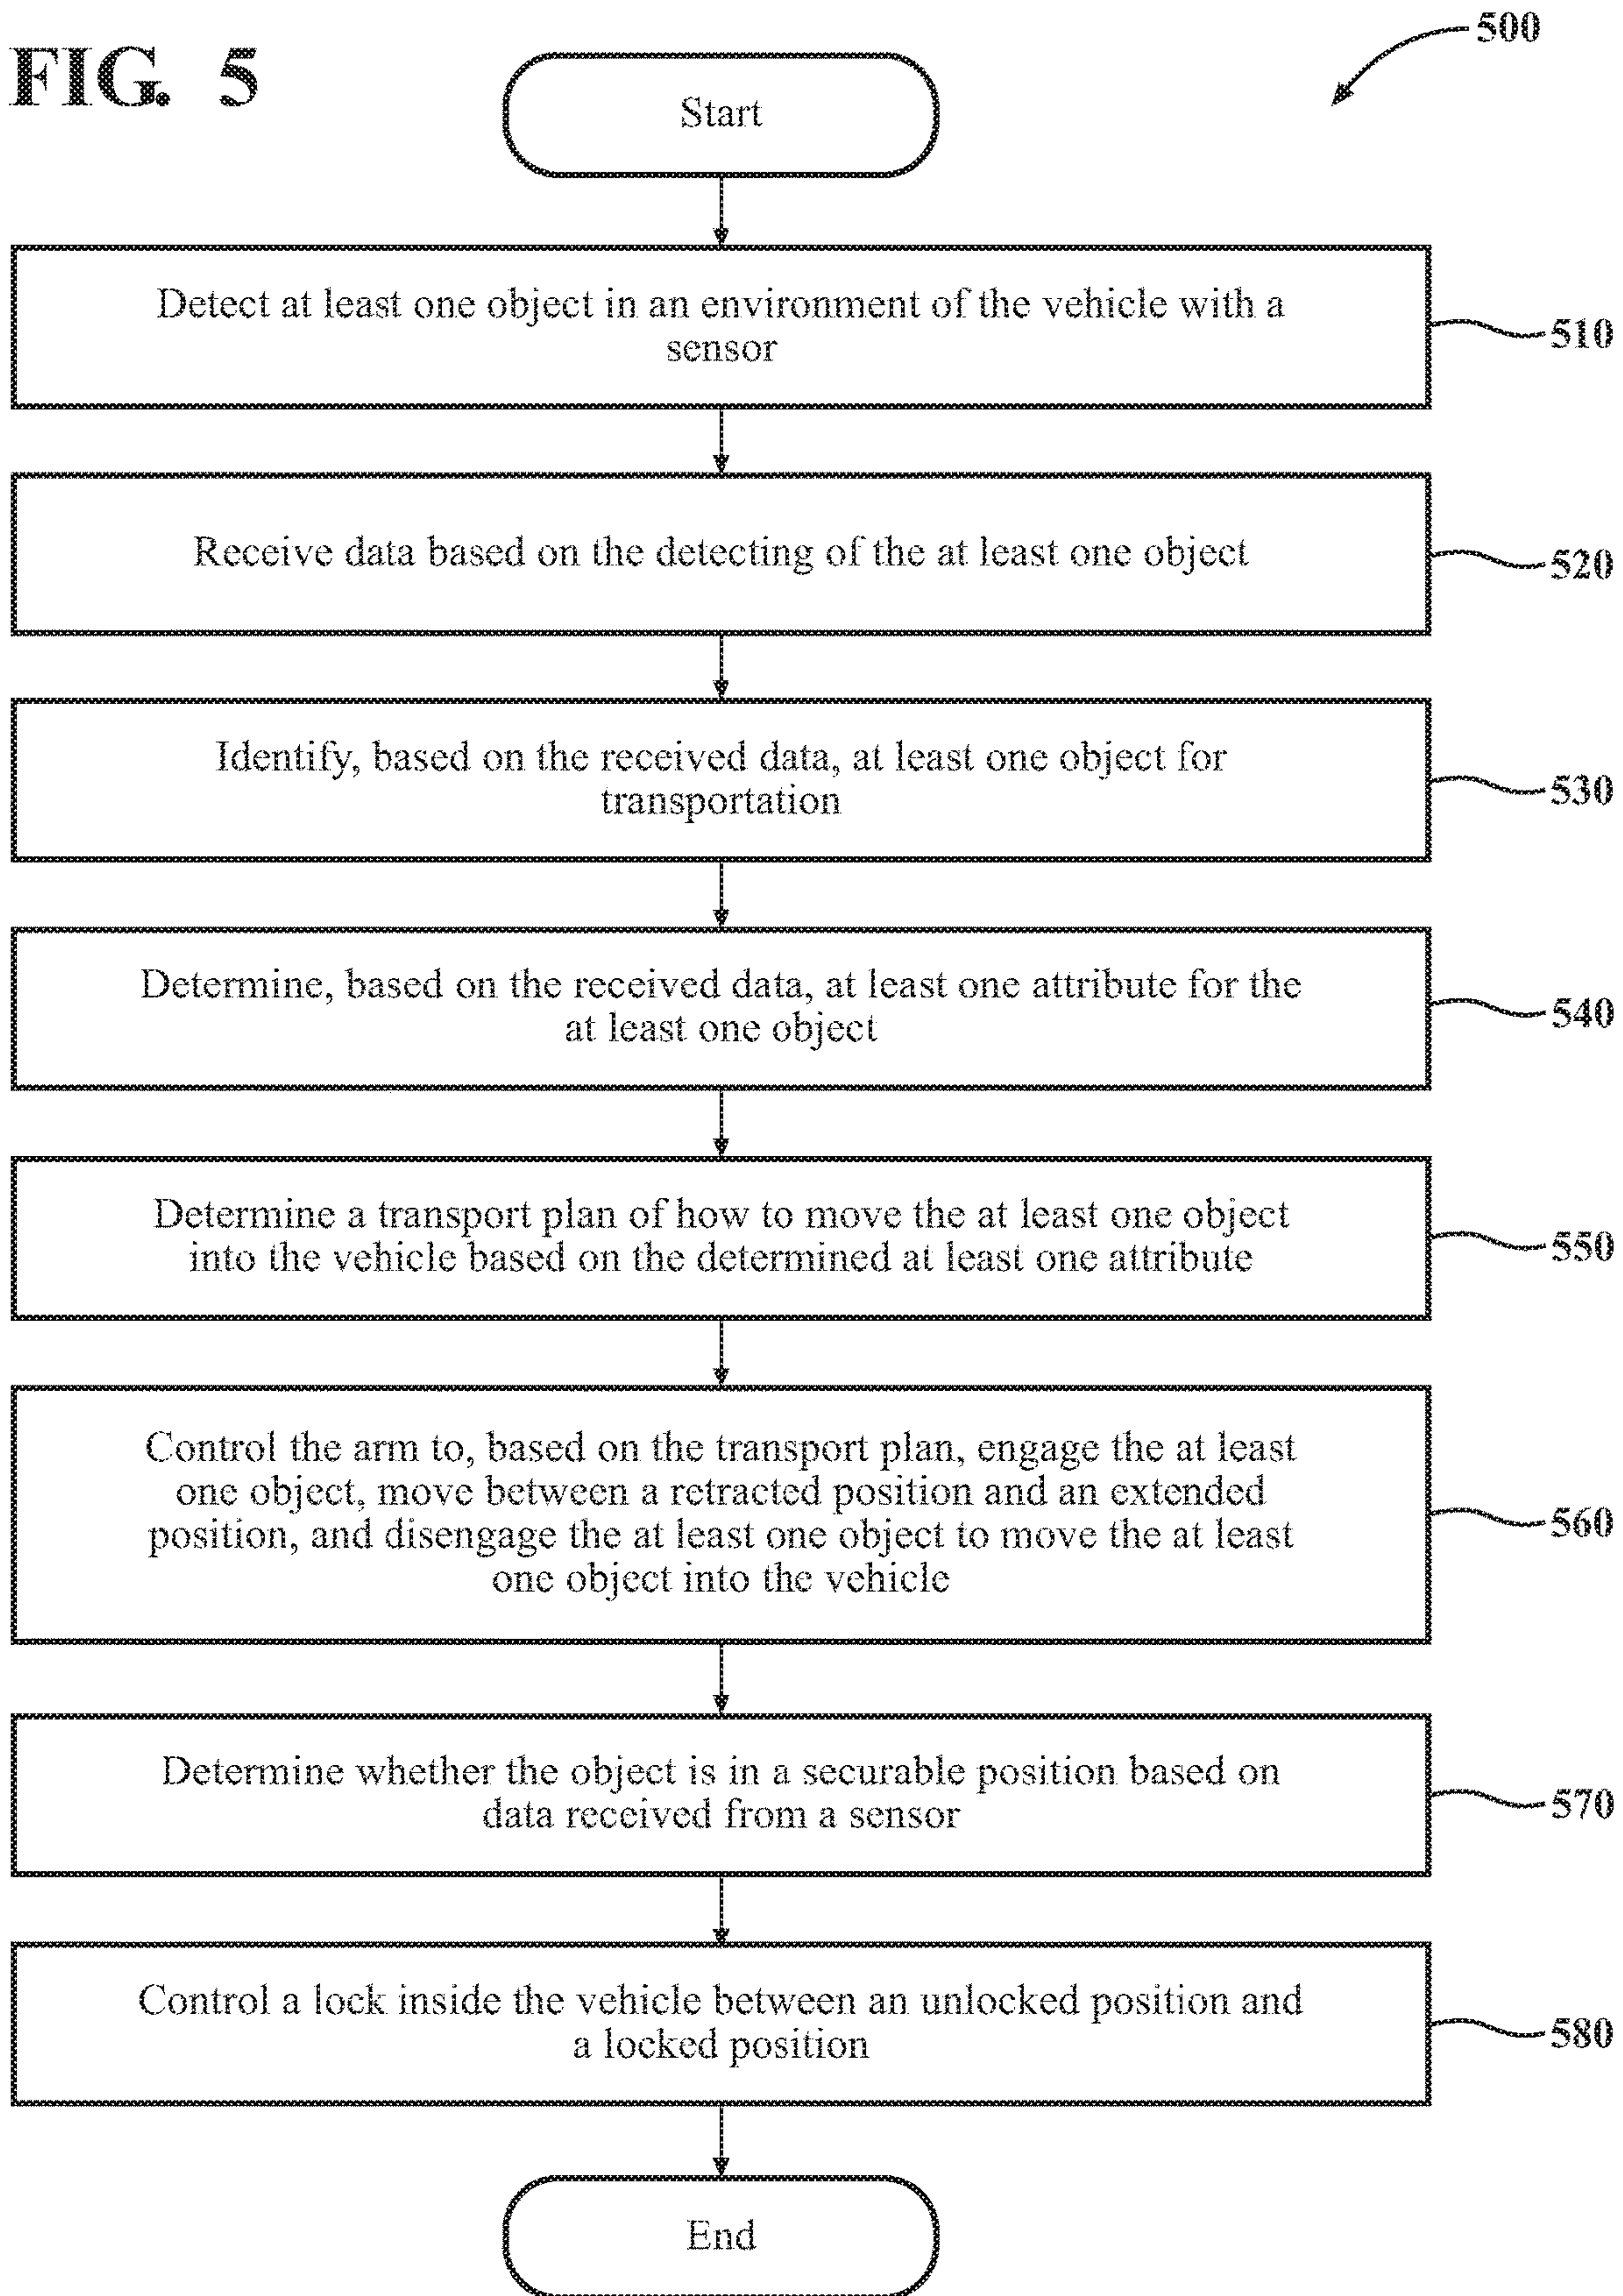 FIG. 5
500
Start
Detect at least one object in an environment of the vehicle with a
sensor
510
Receive data based on the detecting of the at least one object
520
Identify, based on the received data, at least one object for
transportation
530
Determine, based on the received data, at least one attribute for the
at least one object
540
Determine a transport plan of how to move the at least one object
into the vehicle based on the determined at least one attribute
550
Control the arm to, based on the transport plan, engage the at least
one object, move between a retracted position and an extended
position, and disengage the at least one object to move the at least
one object into the vehicle
560
Determine whether the object is in a securable position based on
data received from a sensor
570
Control a lock inside the vehicle between an unlocked position and
a locked position
580
End